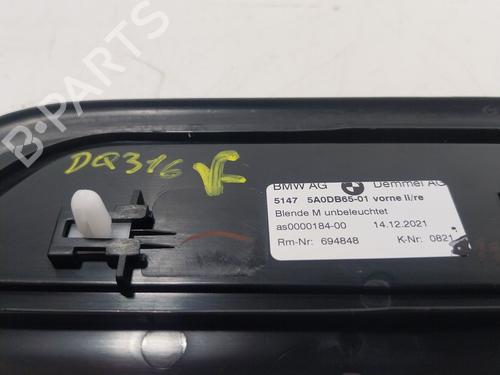 B-PARTS
DQ316 VF
BMW AG Demmel AG
5147 5A0DB65-01 vorne li/re
Blende M unbeleuchtet
as0000184-00 14.12.2021
Rm-Nr: 694848 K-Nr: 0821